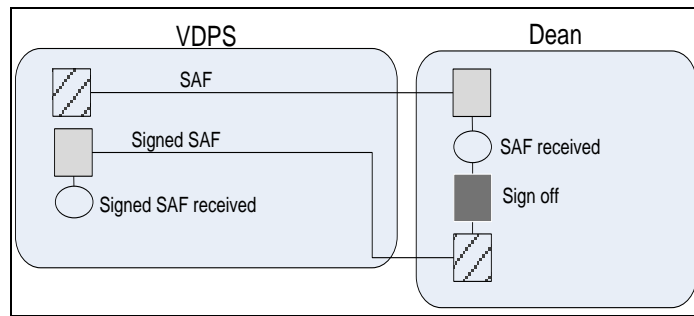 VDPS
Dean
SAF
Signed SAF
SAF received
Signed SAF received
Sign off